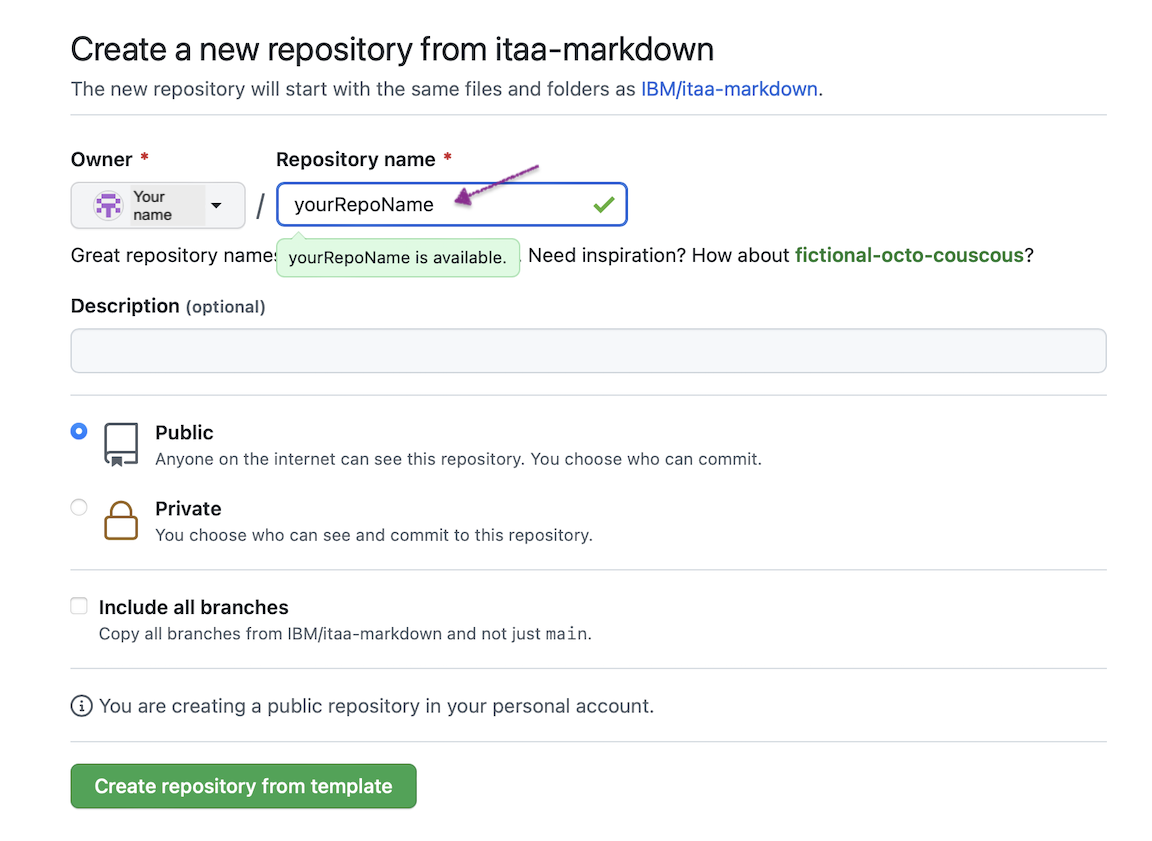 Create a new repository from itaa-markdown
The new repository will start with the same files and folders as IBM/itaa-markdown.
Owner * Repository name *
Your
name
/ yourRepoName
Great repository names yourRepoName is available. Need inspiration? How about fictional-octo-couscous?
Description (optional)
Public
Anyone on the internet can see this repository. You choose who can commit.
Private
You choose who can see and commit to this repository.
Include all branches
Copy all branches from IBM/itaa-markdown and not just main.
You are creating a public repository in your personal account.
Create repository from template